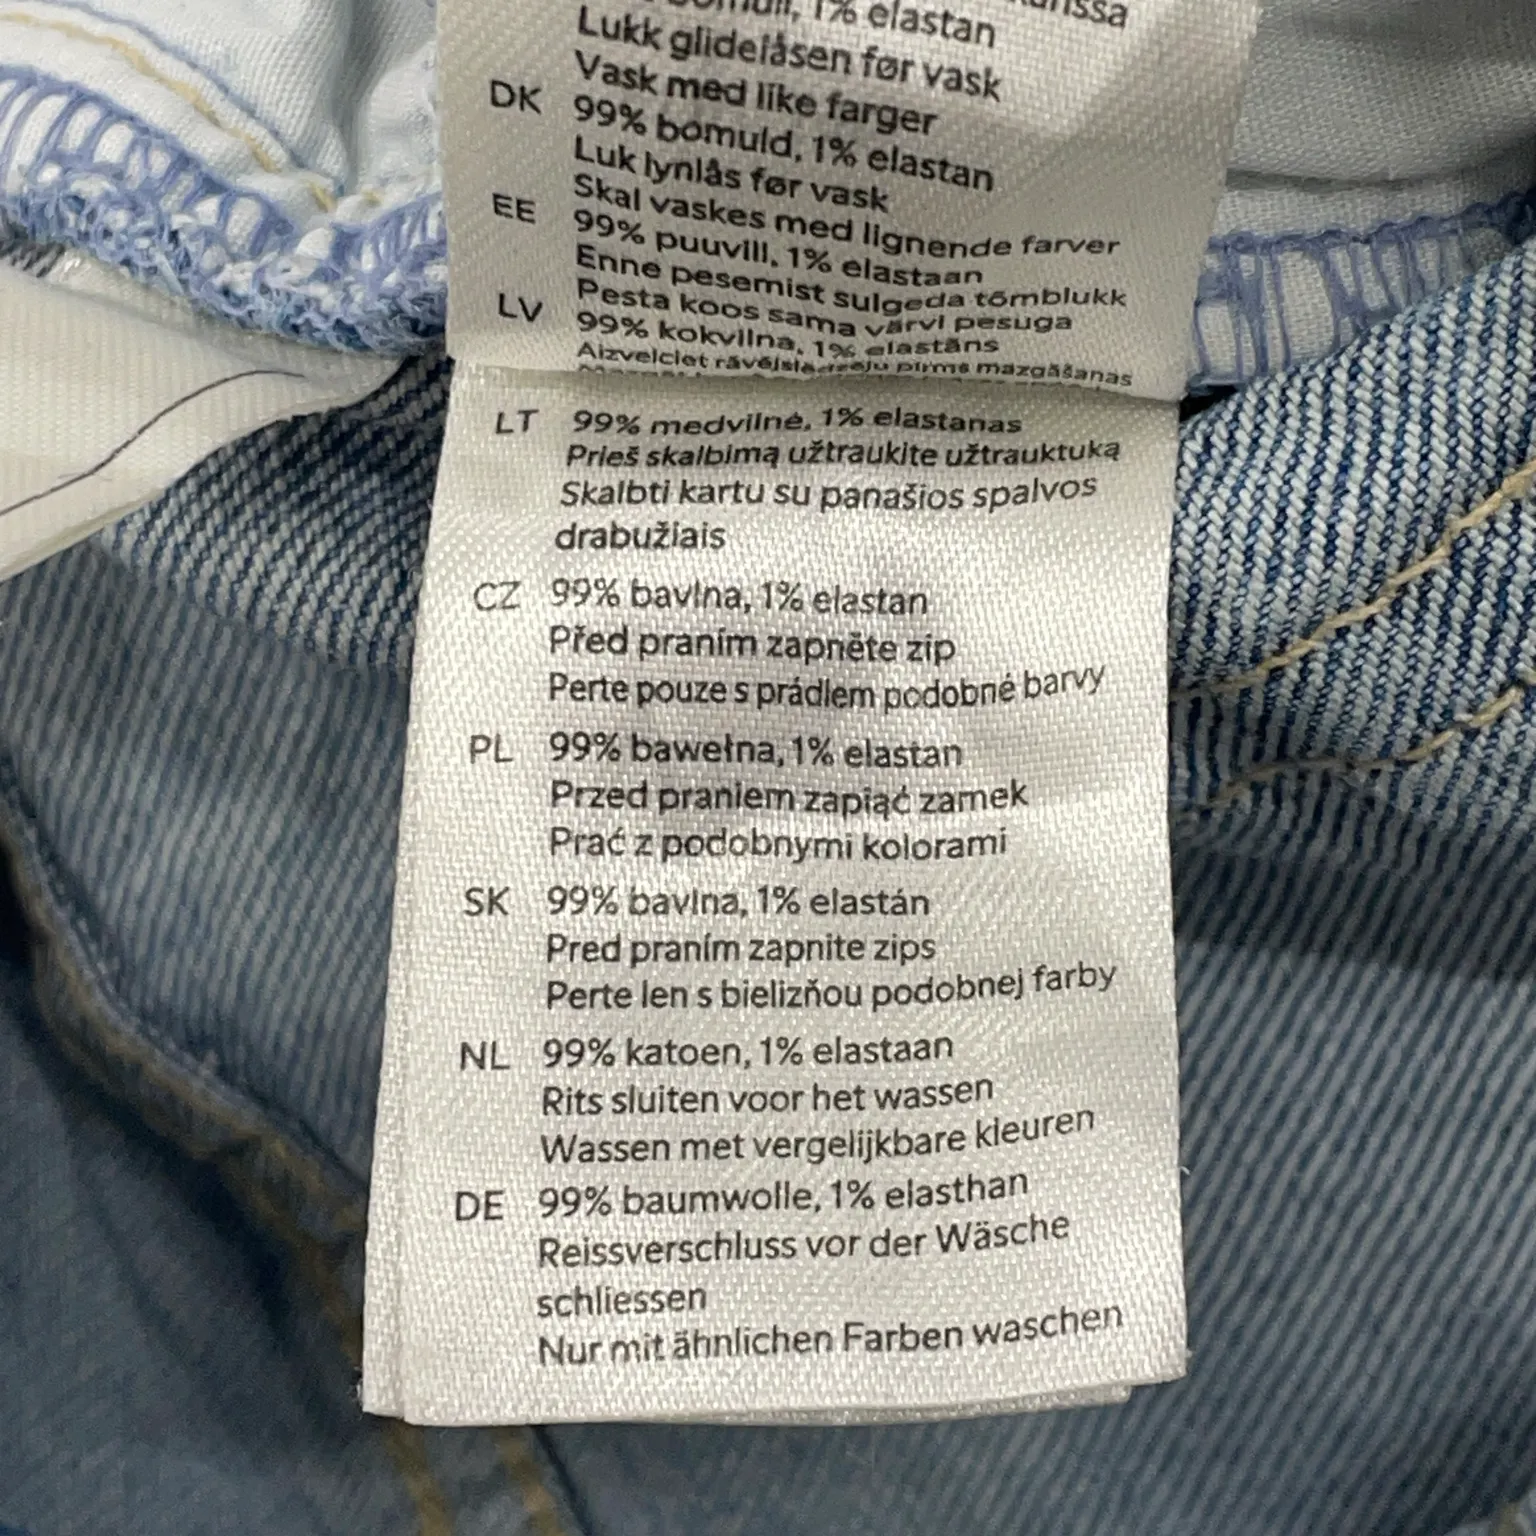 1% elastan
Lukk glidelåsen før vask
Vask med like farger
DK 99% bomuld, 1% elastan
Luk lynlås før vask
Skal vaskes med lignende farver
EE 99% puuvill, 1% elastaan
Enne pesemist sulgeda tõmblukk
Pesta koos sama värvi pesuga
LV 99% kokvilna, 1% elastāns
Aizvelciet rāvējslēdzēju pirms mazgāšanas
LT 99% medvilnė, 1% elastanas
Prieš skalbimą užtraukite užtrauktuką
Skalbti kartu su panašios spalvos
drabužiais
CZ 99% bavlna, 1% elastan
Před praním zapněte zip
Perte pouze s prádlem podobné barvy
PL 99% bawełna, 1% elastan
Przed praniem zapiąć zamek
Prać z podobnymi kolorami
SK 99% bavlna, 1% elastán
Pred praním zapnite zips
Perte len s bielizňou podobnej farby
NL 99% katoen, 1% elastaan
Rits sluiten voor het wassen
Wassen met vergelijkbare kleuren
DE 99% baumwolle, 1% elasthan
Reissverschluss vor der Wäsche
schliessen
Nur mit ähnlichen Farben waschen